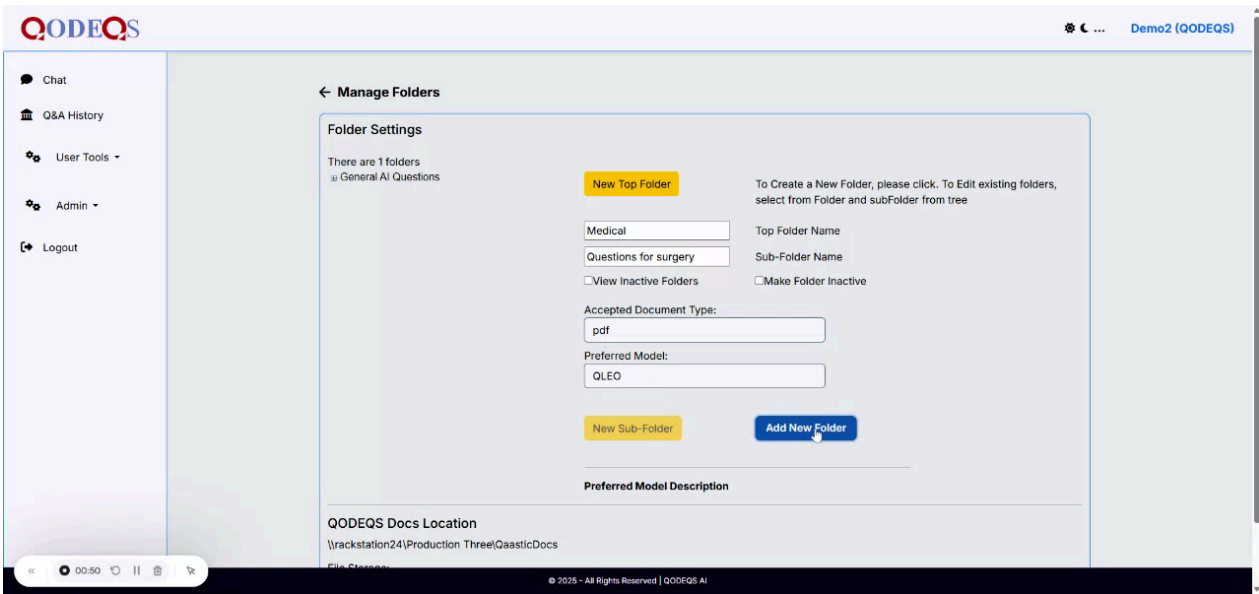 QODEQS
...
Demo2 (QODEQS)
Chat
Q&A History
User Tools
Admin
Logout
← Manage Folders
Folder Settings
There are 1 folders
General AI Questions
New Top Folder
To Create a New Folder, please click. To Edit existing folders,
select from Folder and subFolder from tree
Medical
Top Folder Name
Questions for surgery
Sub-Folder Name
View Inactive Folders
Make Folder Inactive
Accepted Document Type:
pdf
Preferred Model:
QLEO
New Sub-Folder
Add New Folder
Preferred Model Description
QODEQS Docs Location
\\rackstation24\Production Three\QaasticDocs
File Storage:
00:50
© 2025 - All Rights Reserved | QODEQS AI